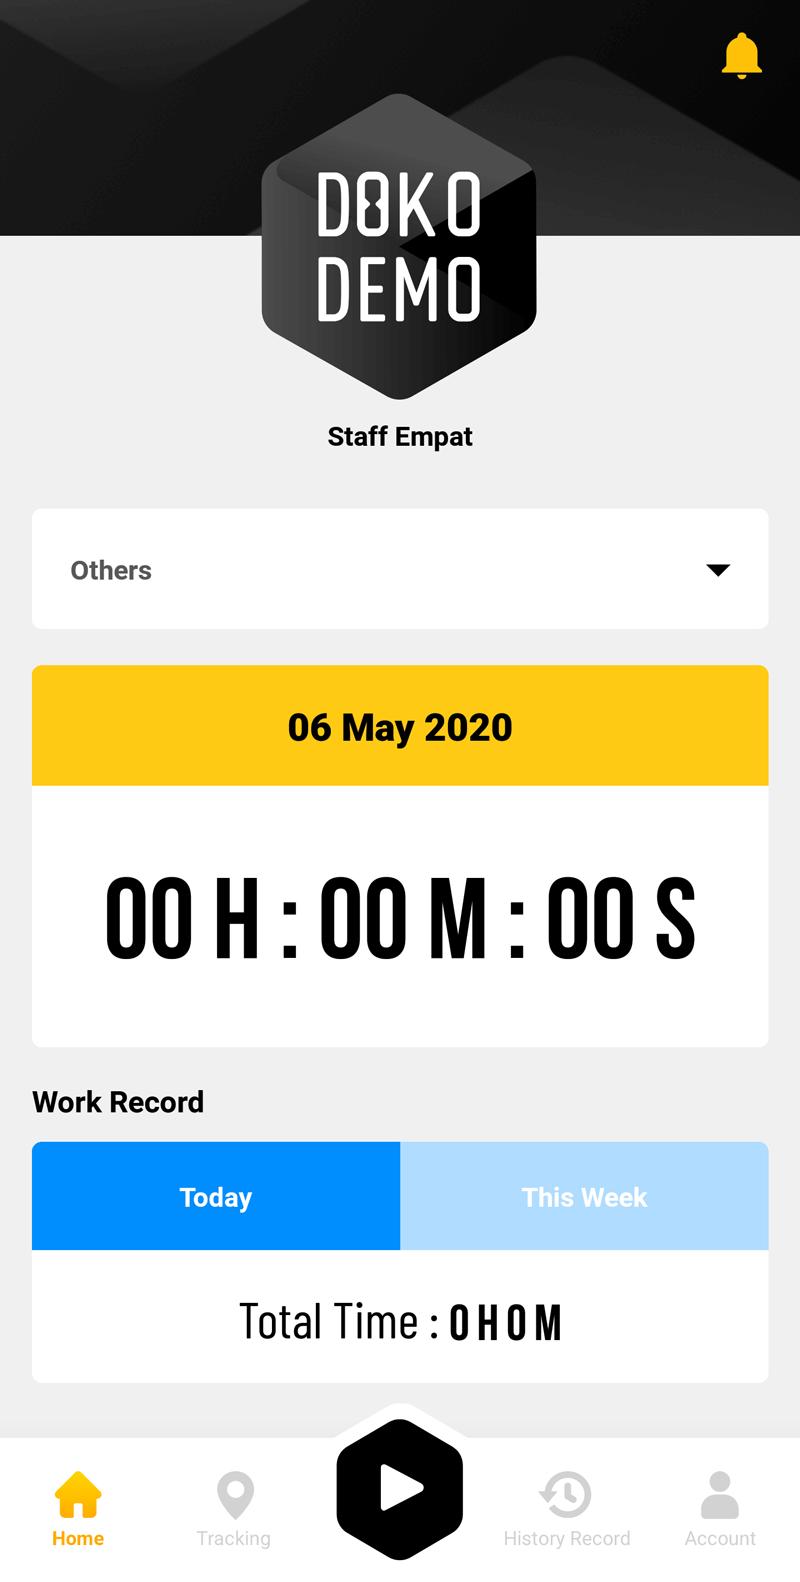 DOKO
DEMO
Staff Empat
Others
06 May 2020
00 H : 00 M : 00 S
Work Record
Today
This Week
Total Time : 0 H 0 M
Home
Tracking
History Record
Account